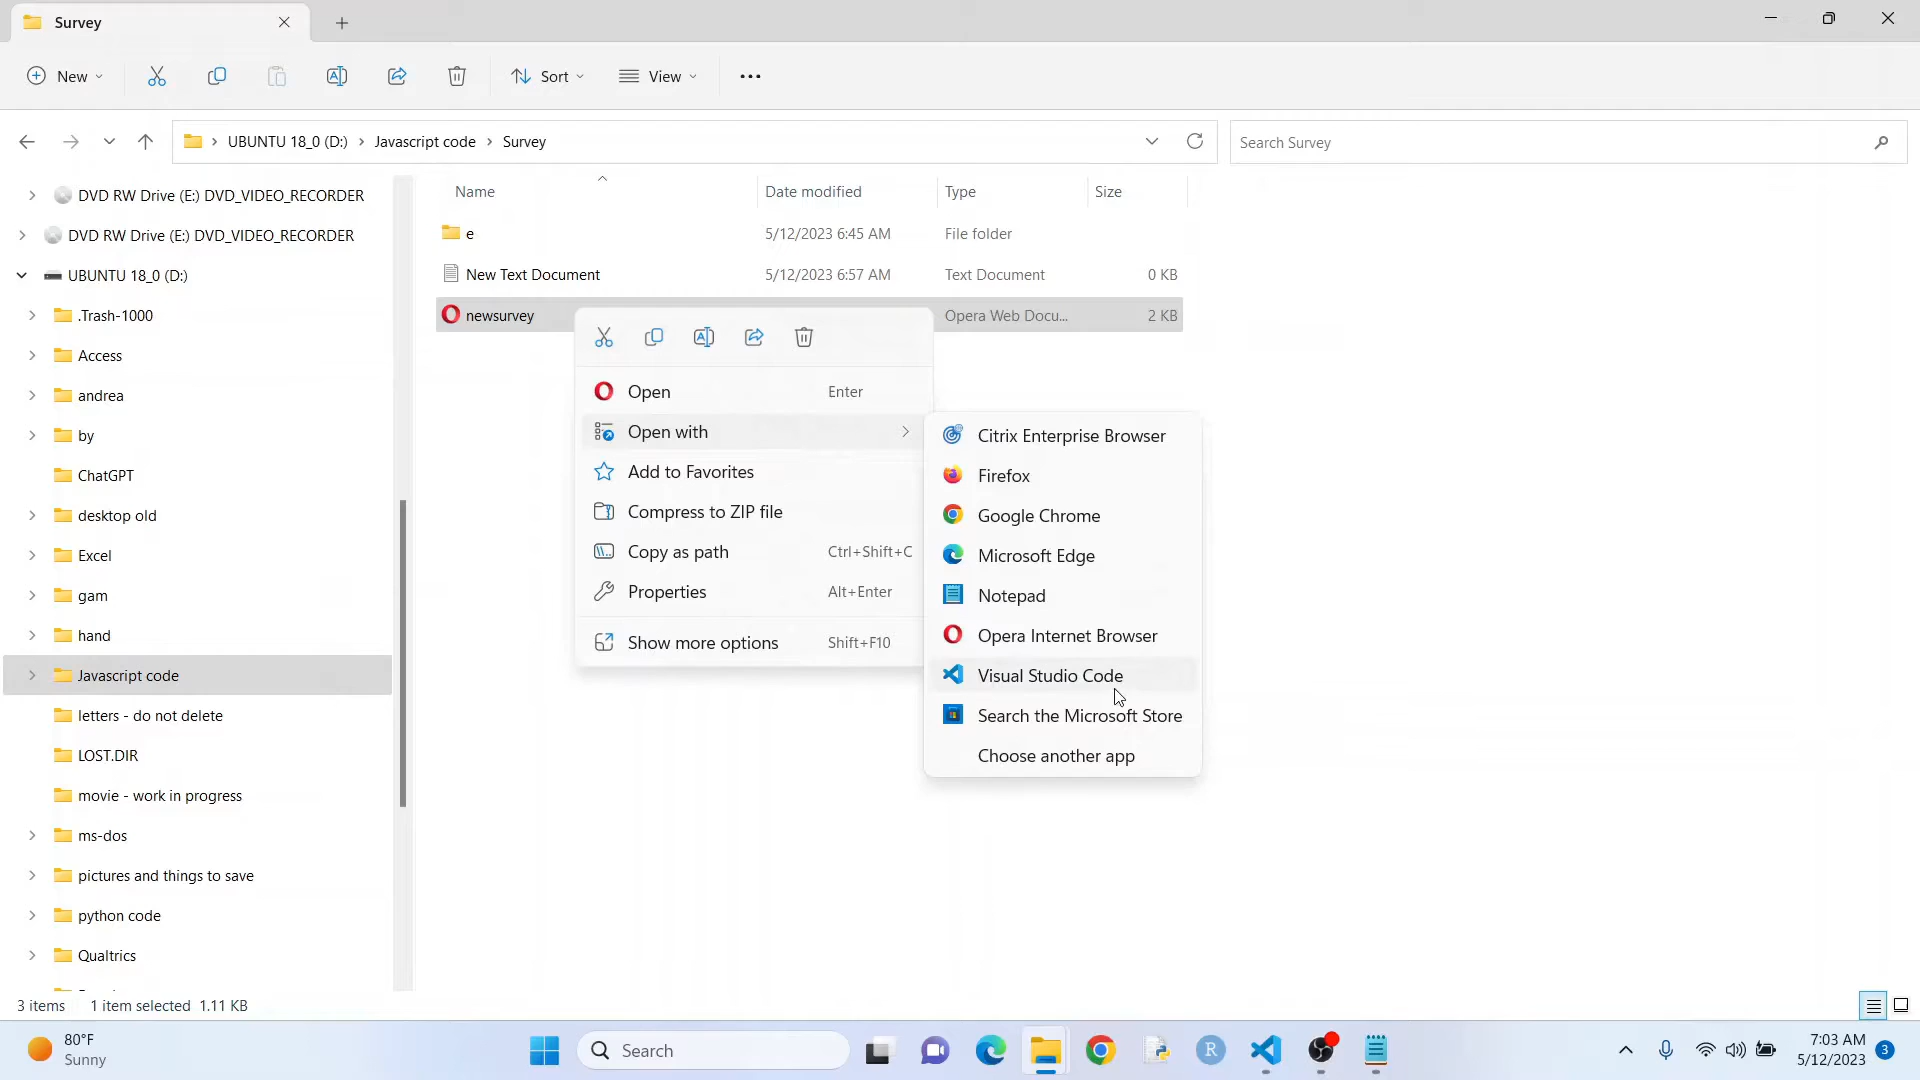 Survey
New
Sort
View
UBUNTU 18_0 (D:) > Javascript code > Survey
Search Survey
DVD RW Drive (E:) DVD_VIDEO_RECORDER
DVD RW Drive (E:) DVD_VIDEO_RECORDER
UBUNTU 18_0 (D:)
.Trash-1000
Access
andrea
by
ChatGPT
desktop old
Excel
gam
hand
Javascript code
letters - do not delete
LOST.DIR
movie - work in progress
ms-dos
pictures and things to save
python code
Qualtrics
Name Date modified Type Size
e 5/12/2023 6:45 AM File folder
New Text Document 5/12/2023 6:57 AM Text Document 0 KB
newsurvey Opera Web Docu... 2 KB
Open Enter
Open with
Add to Favorites
Compress to ZIP file
Copy as path Ctrl+Shift+C
Properties Alt+Enter
Show more options Shift+F10
Citrix Enterprise Browser
Firefox
Google Chrome
Microsoft Edge
Notepad
Opera Internet Browser
Visual Studio Code
Search the Microsoft Store
Choose another app
3 items 1 item selected 1.11 KB
80°F
Sunny
Search
R
7:03 AM
5/12/2023
3